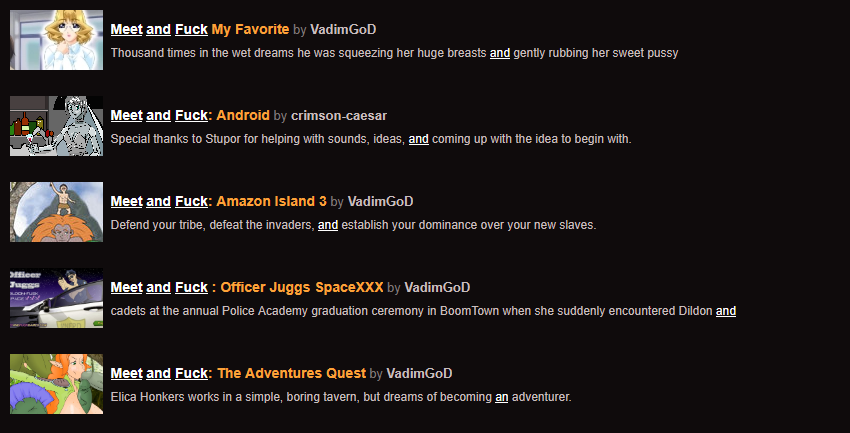 Meet and Fuck My Favorite by VadimGoD
Thousand times in the wet dreams he was squeezing her huge breasts and gently rubbing her sweet pussy
Meet and Fuck: Android by crimson-caesar
Special thanks to Stupor for helping with sounds, ideas, and coming up with the idea to begin with.
Meet and Fuck: Amazon Island 3 by VadimGoD
Defend your tribe, defeat the invaders, and establish your dominance over your new slaves.
Officer
Juggs
Meet and Fuck : Officer Juggs SpaceXXX by VadimGoD
cadets at the annual Police Academy graduation ceremony in BoomTown when she suddenly encountered Dildon and
Meet and Fuck: The Adventures Quest by VadimGoD
Elica Honkers works in a simple, boring tavern, but dreams of becoming an adventurer.